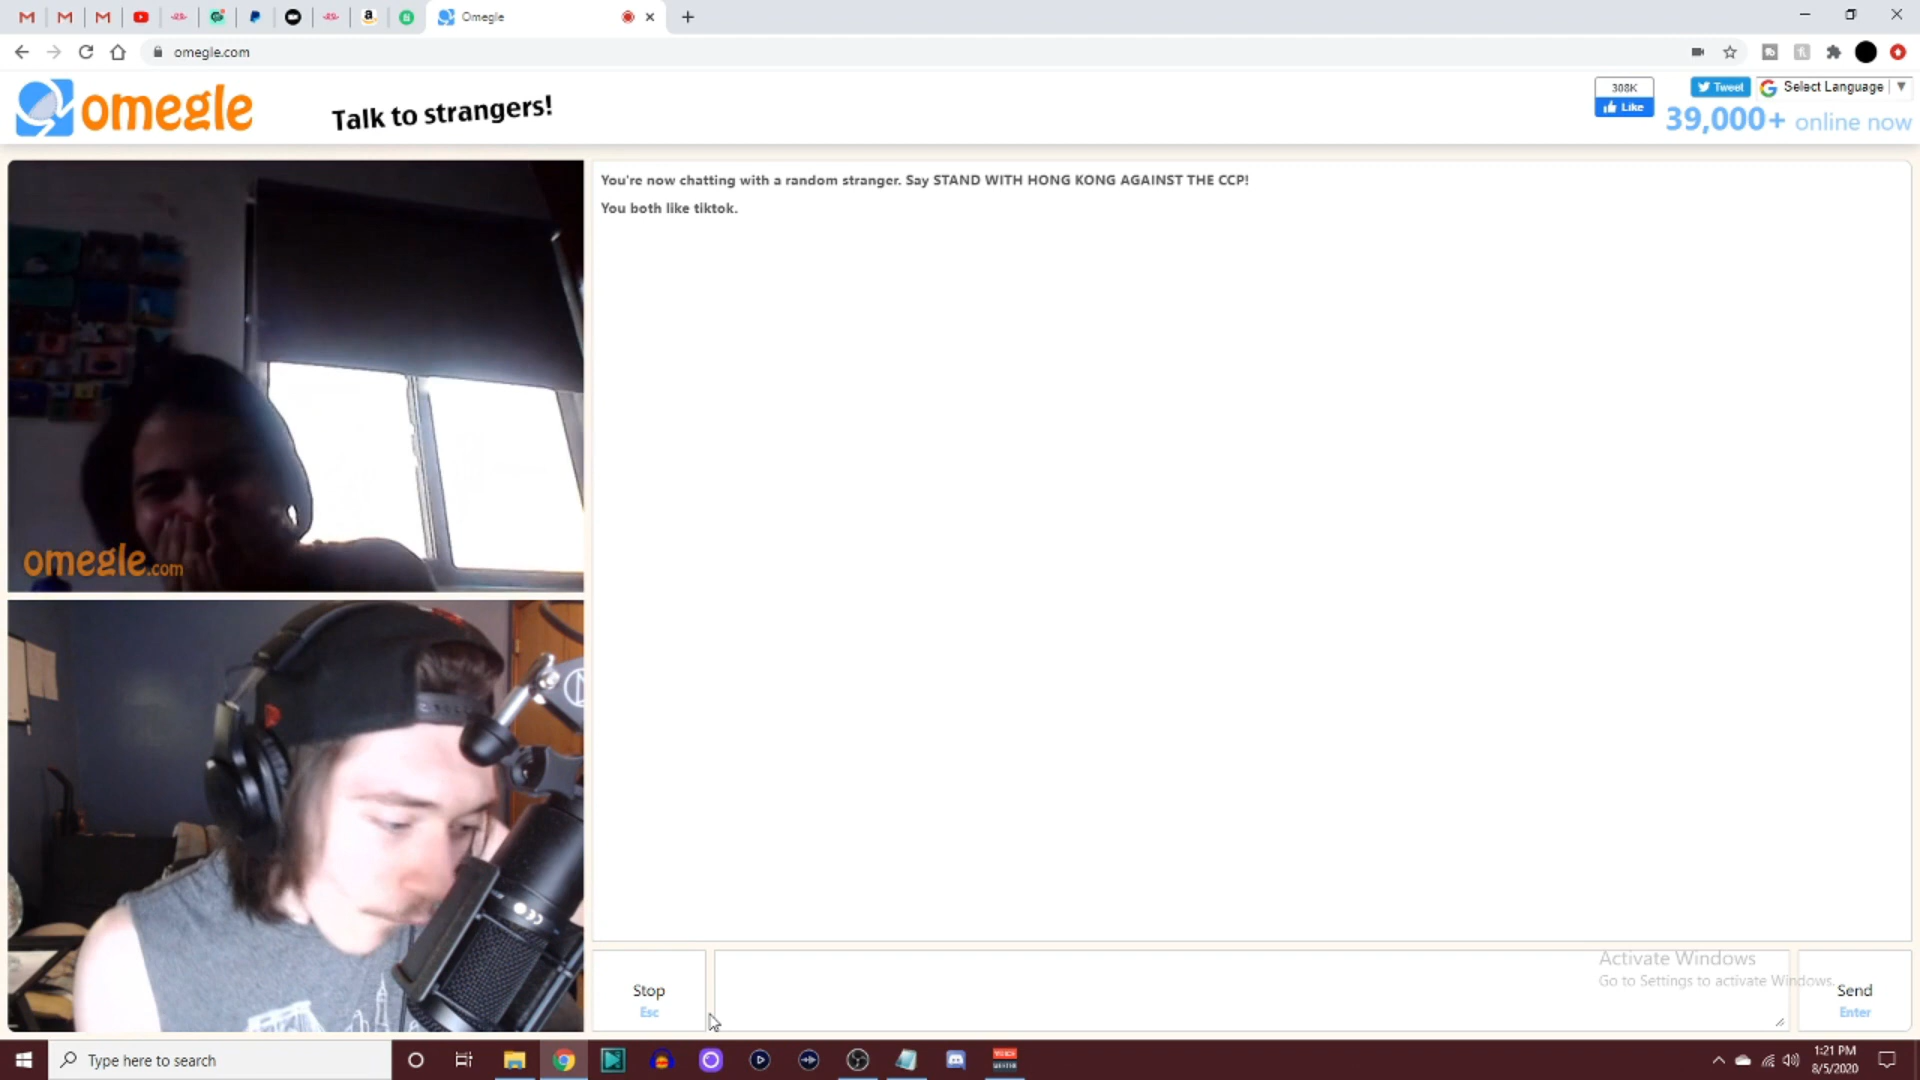 Omegle
omegle.com
omegle
Talk to strangers!
308K
Like
Tweet
Select Language
39,000+ online now
You're now chatting with a random stranger. Say STAND WITH HONG KONG AGAINST THE CCP!
You both like tiktok.
omegle.com
Activate Windows
Go to Settings to activate Windows.
Stop
Esc
Send
Enter
Type here to search
1:21 PM
8/5/2020